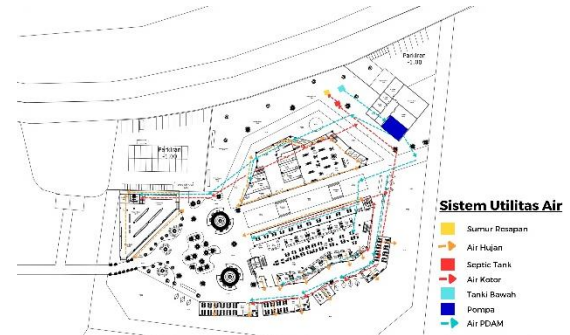 Parkiran
-1.00
Parkiran
-1.00
Sistem Utilitas Air
Sumur Resapan
Air Hujan
Septic Tank
Air Kotor
Tanki Bawah
Pompa
Air PDAM